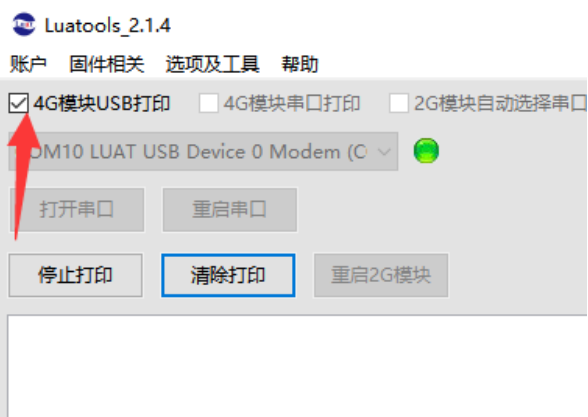 Luatools_2.1.4
账户 固件相关 选项及工具 帮助
4G模块USB打印 4G模块串口打印 2G模块自动选择串口
OM10 LUAT USB Device 0 Modem (C
打开串口 重启串口
停止打印 清除打印 重启2G模块